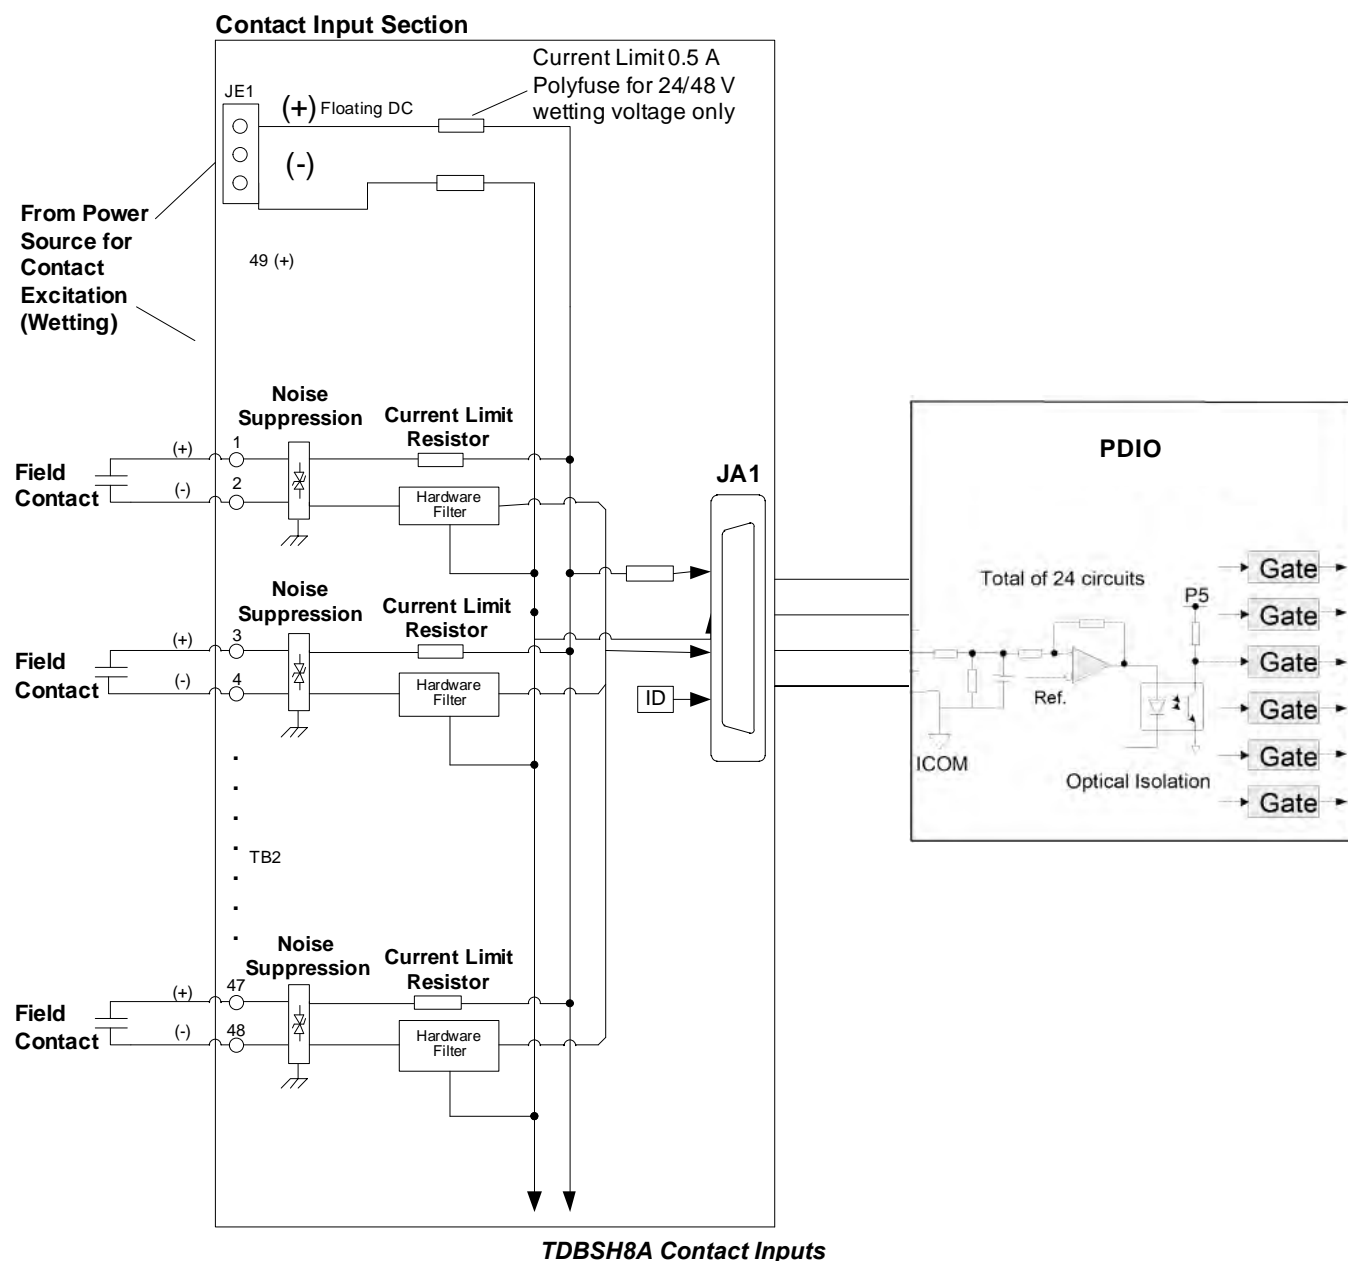 Contact Input Section
Current Limit 0.5 A
Polyfuse for 24/48 V
wetting voltage only
JE1
(+) Floating DC
(-)
From Power
Source for
Contact
Excitation
(Wetting)
49 (+)
Noise
Suppression
Current Limit
Resistor
Field
Contact
(+)
1
(-)
2
Hardware
Filter
JA1
PDIO
Noise
Suppression
Current Limit
Resistor
Field
Contact
(+)
3
(-)
4
Hardware
Filter
ID
Total of 24 circuits
P5
Ref.
ICOM
Optical Isolation
Gate
Gate
Gate
Gate
Gate
Gate
TB2
Noise
Suppression
Current Limit
Resistor
Field
Contact
(+)
47
(-)
48
Hardware
Filter
TDBSH8A Contact Inputs